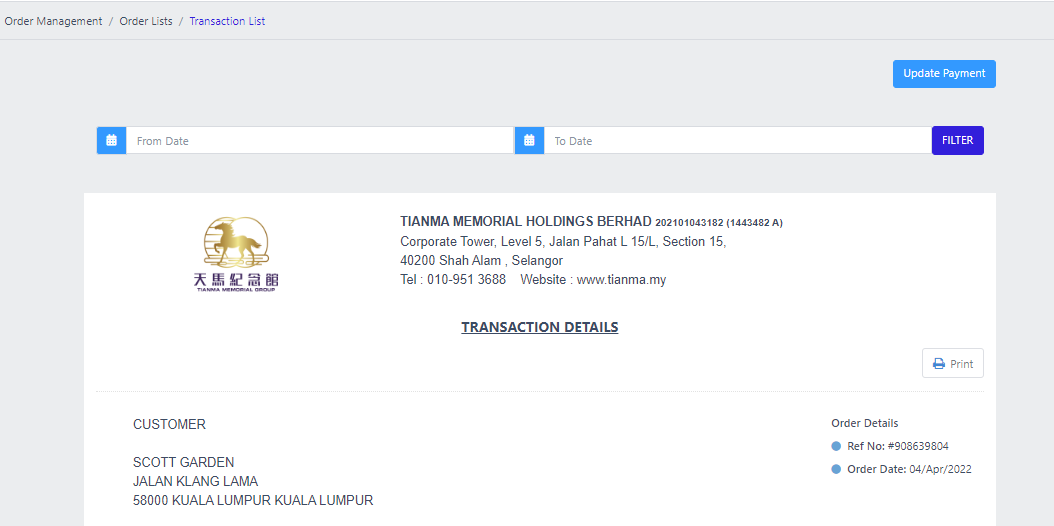 Order Management / Order Lists / Transaction List
Update Payment
From Date
To Date
FILTER
天馬紀念館
TIANMA MEMORIAL GROUP
TIANMA MEMORIAL HOLDINGS BERHAD 202101043182 (1443482 A)
Corporate Tower, Level 5, Jalan Pahat L 15/L, Section 15,
40200 Shah Alam , Selangor
Tel : 010-951 3688 Website : www.tianma.my
TRANSACTION DETAILS
Print
CUSTOMER
SCOTT GARDEN
JALAN KLANG LAMA
58000 KUALA LUMPUR KUALA LUMPUR
Order Details
Ref No: #908639804
Order Date: 04/Apr/2022